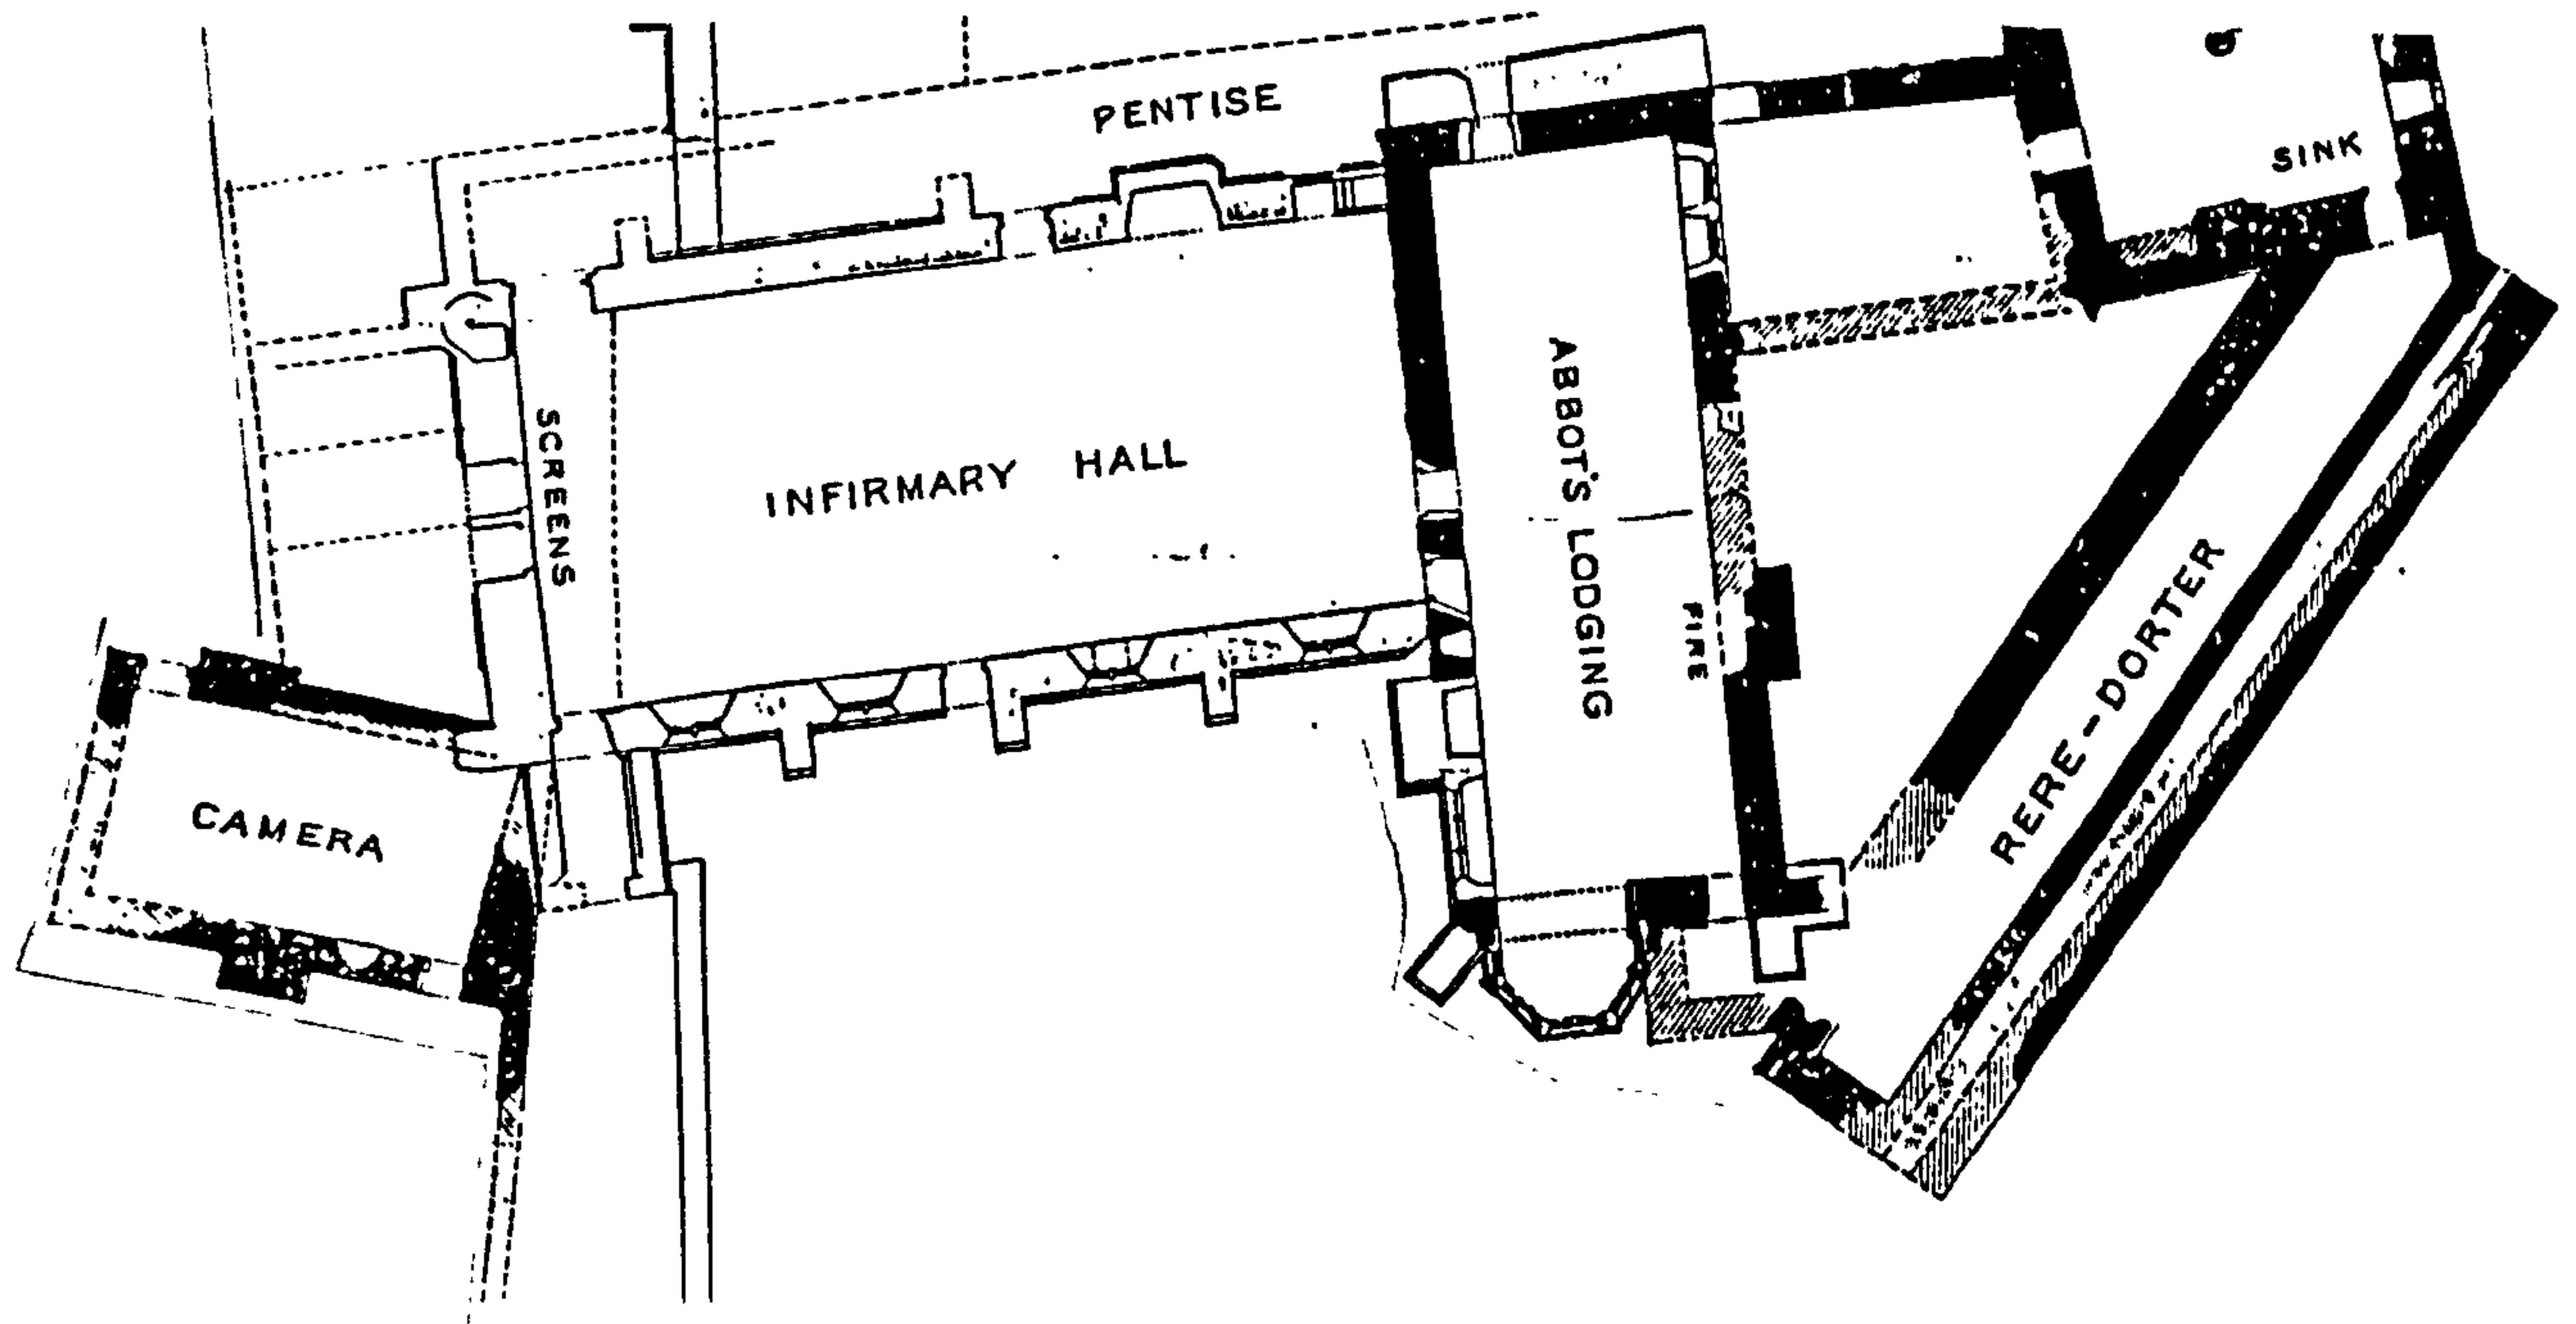 PENTISE
SINK
SCREENS
INFIRMARY HALL
ABBOT'S LODGING
FIRE
RERE-DORTER
CAMERA